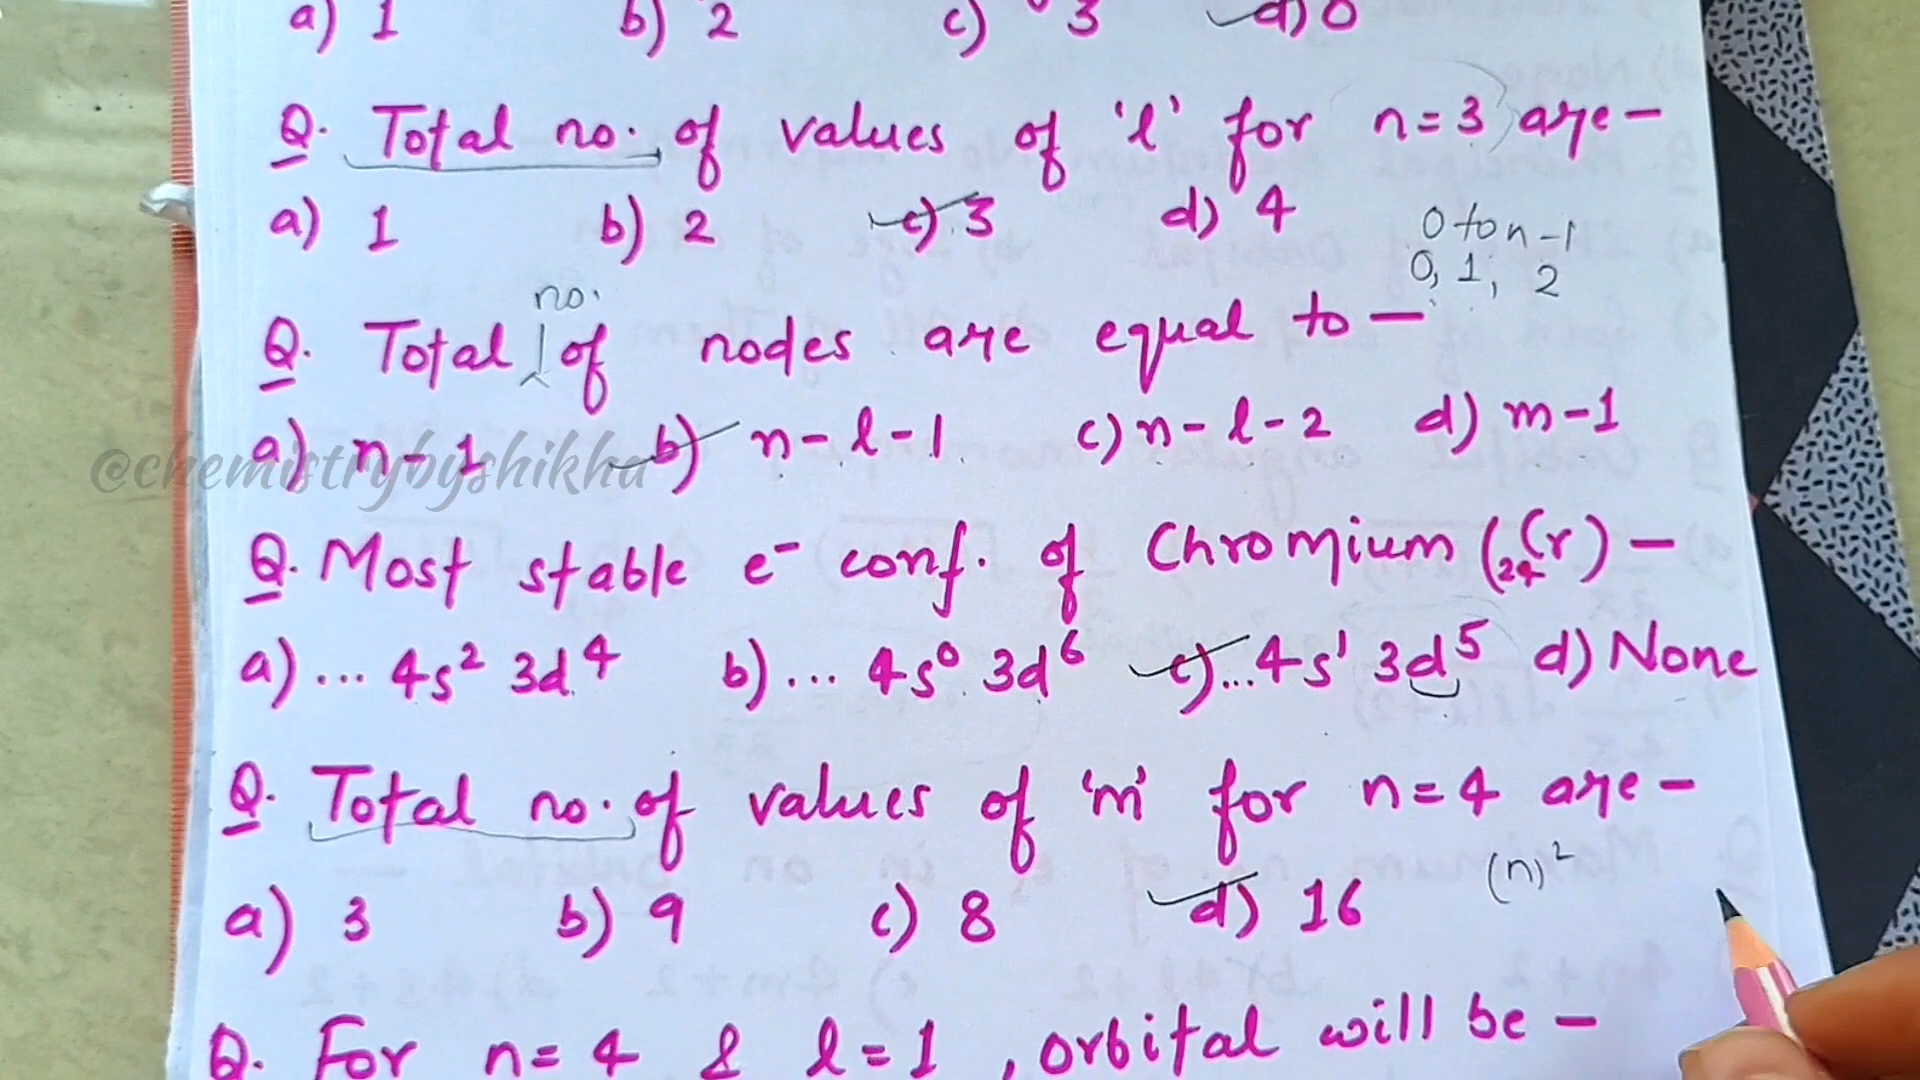 a) 1 b) 2 c) 3 d) 0
Q. Total no. of values of 'l' for n=3 are –
a) 1 b) 2 c) 3 d) 4
0 to n-1
0, 1, 2
no.
Q. Total of nodes are equal to –
a) n-1 b) n-l-1 c) n-l-2 d) m-1
@chemistrybyshikha
Q. Most stable e⁻ conf. of Chromium (₂₄Cr) –
a) ... 4s² 3d⁴ b) ... 4s⁰ 3d⁶ c) ... 4s¹ 3d⁵ d) None
Q. Total no. of values of 'm' for n=4 are –
(n)²
a) 3 b) 9 c) 8 d) 16
Q. For n=4 & l=1, orbital will be –